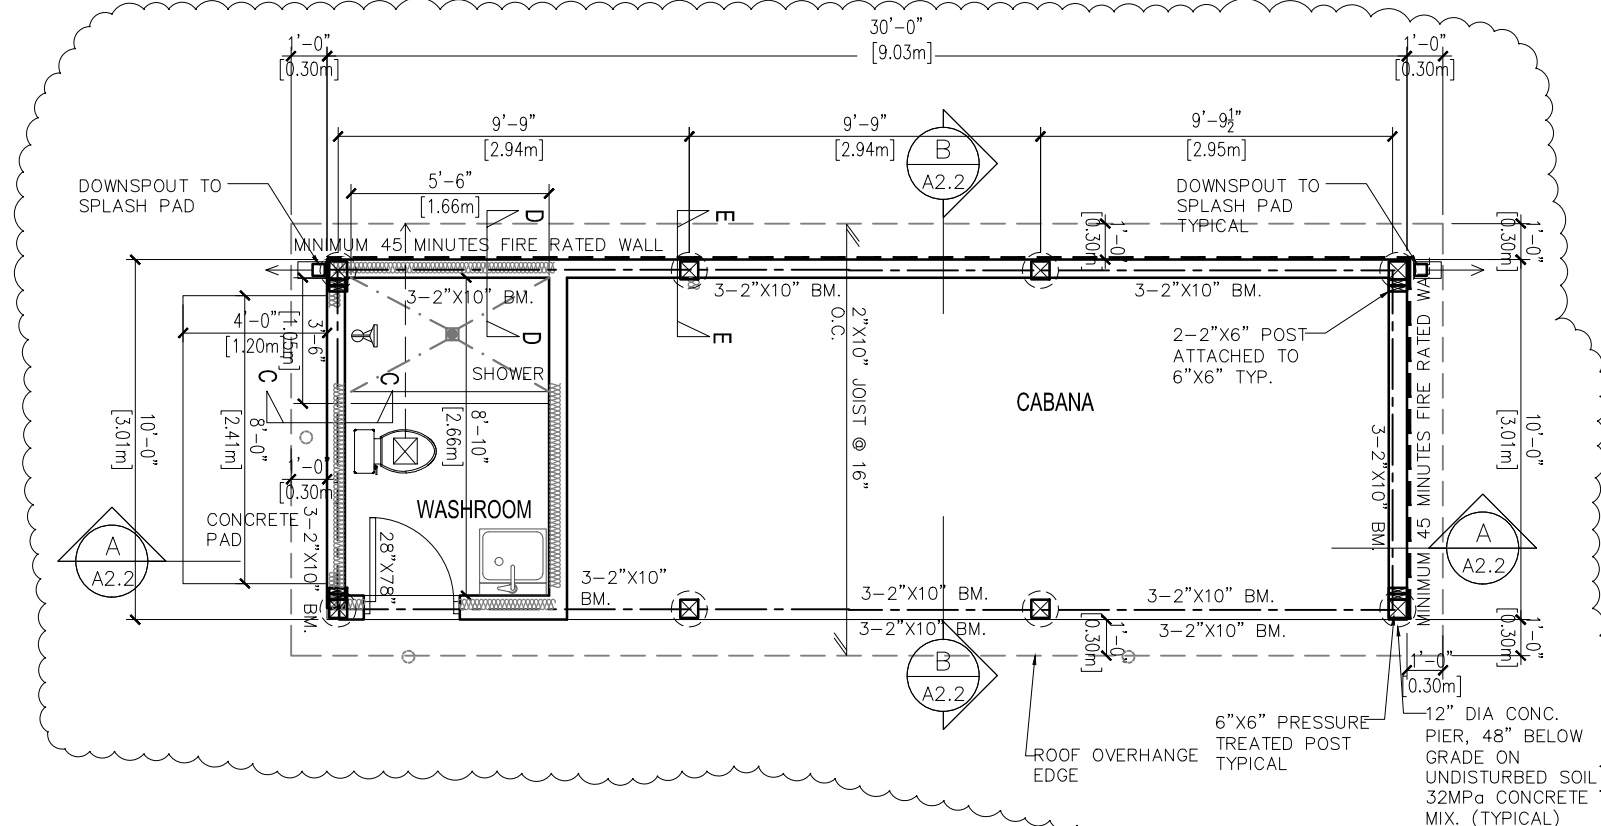 30'-0"
[9.03m]
1'-0"
[0.30m]
1'-0"
[0.30m]
9'-9"
[2.94m]
9'-9"
[2.94m]
9'-9½"
[2.95m]
B
A2.2
5'-6"
[1.66m]
DOWNSPOUT TO
SPLASH PAD
DOWNSPOUT TO
SPLASH PAD
TYPICAL
D
E
1'-0"
[0.30m]
1'-0"
[0.30m]
MINIMUM 45 MINUTES FIRE RATED WALL
3-2"X10" BM.
3-2"X10" BM.
3-2"X10" BM.
4'-0"
[1.20m]
3'-6"
[1.05m]
D
E
2"X10" JOIST @ 16"
O.C.
2-2"X6" POST
ATTACHED TO
6"X6" TYP.
SHOWER
C
C
CABANA
10'-0"
[3.01m]
8'-0"
[2.41m]
8'-10"
[2.66m]
3-2"X10" BM.
MINIMUM 45 MINUTES FIRE RATED WALL
10'-0"
[3.01m]
1'-0"
[0.30m
WASHROOM
CONCRETE
PAD
3-2"X10" BM.
28"X78"
A
A2.2
A
A2.2
3-2"X10"
BM.
3-2"X10" BM.
3-2"X10" BM.
3-2"X10" BM.
3-2"X10" BM.
1'-0"
[0.30m]
1'-0"
[0.30m]
B
A2.2
1'-0"
[0.30m]
ROOF OVERHANGE
EDGE
6"X6" PRESSURE
TREATED POST
TYPICAL
12" DIA CONC.
PIER, 48" BELOW
GRADE ON
UNDISTURBED SOIL
32MPa CONCRETE
MIX. (TYPICAL)